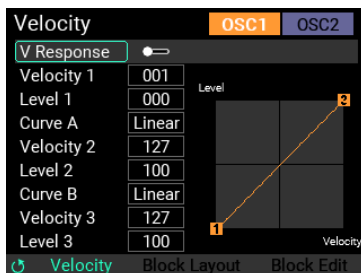 Velocity OSC1 OSC2
V Response
Velocity 1 001
Level 1 000
Curve A Linear
Velocity 2 127
Level 2 100
Curve B Linear
Velocity 3 127
Level 3 100
Level
2
1
Velocity
Velocity Block Layout Block Edit